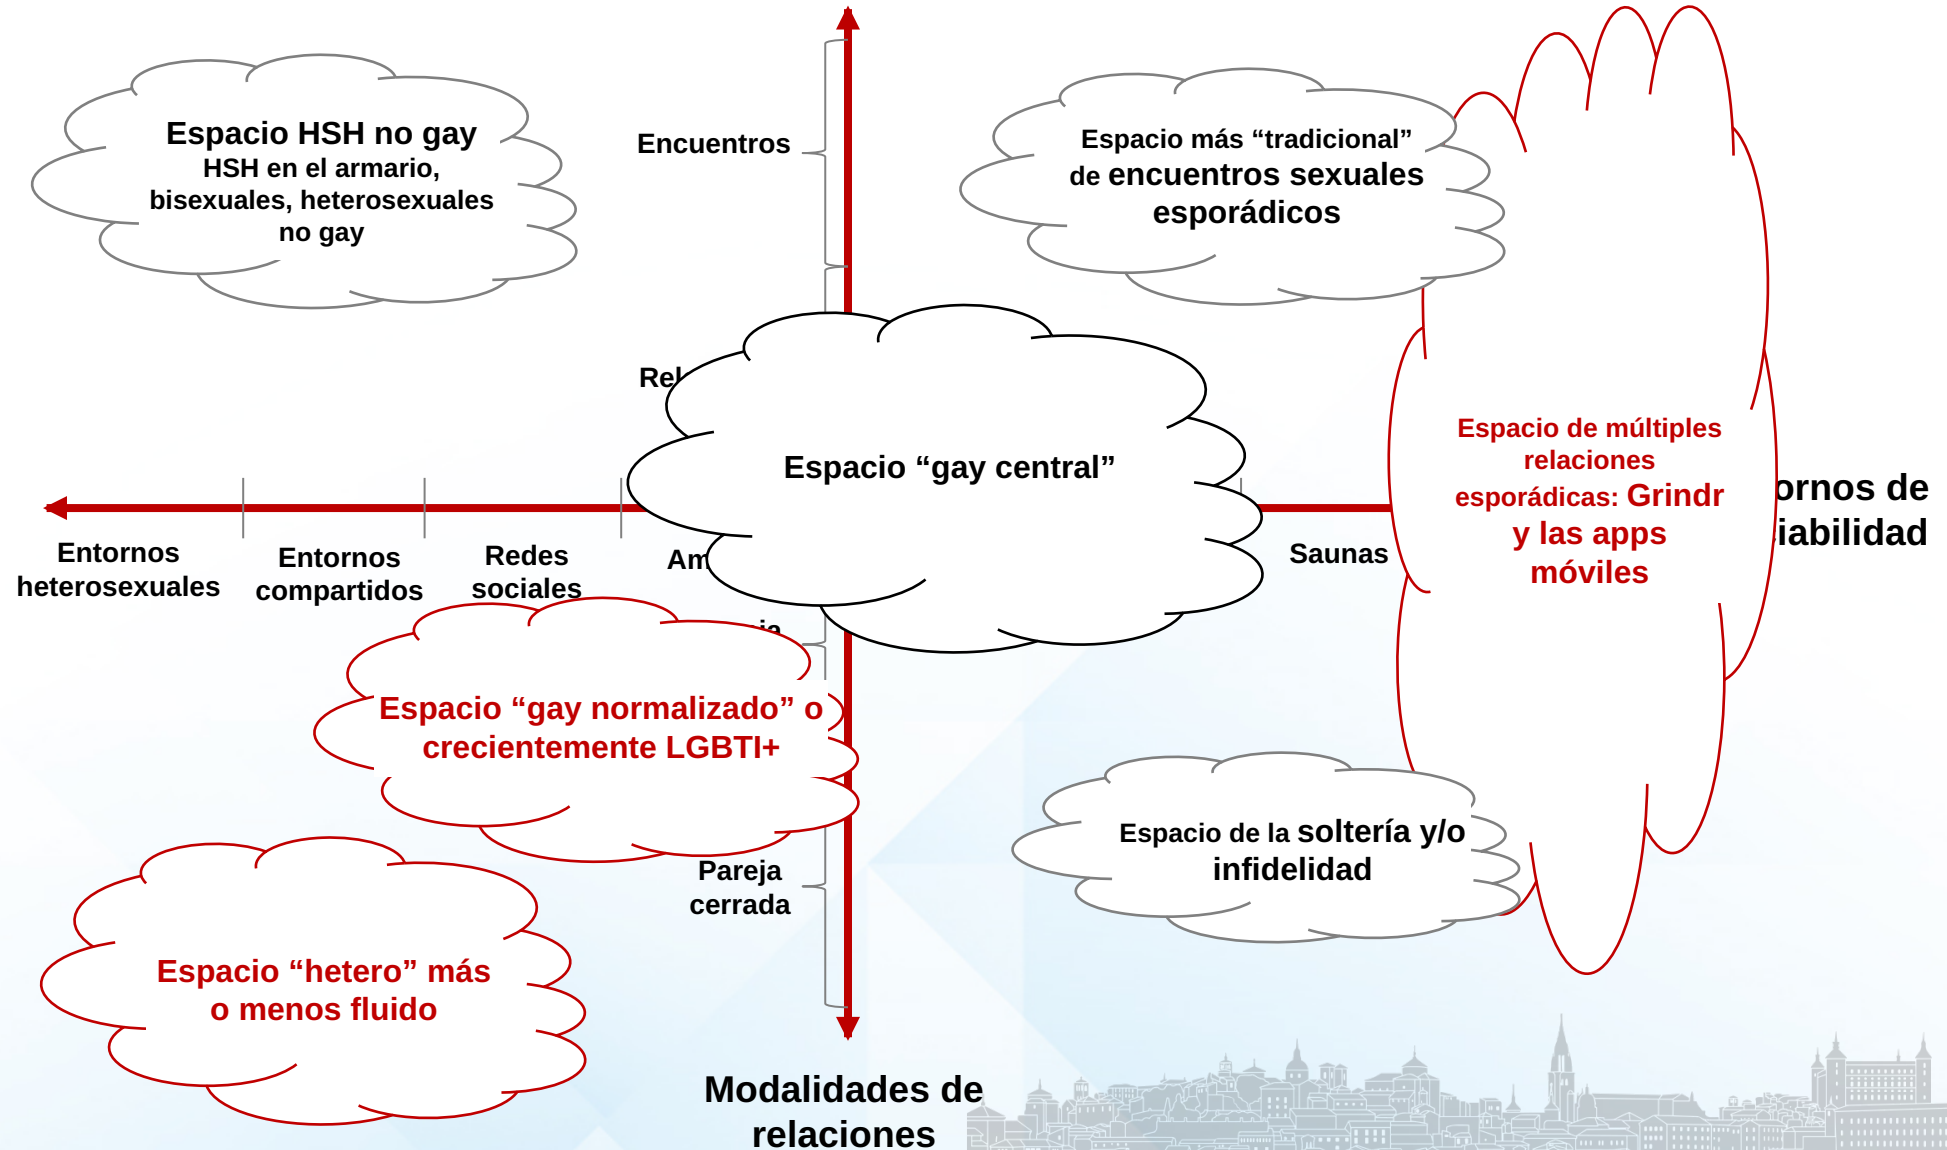 Espacio HSH no gay
HSH en el armario,
bisexuales, heterosexuales
no gay
Encuentros
Espacio más “tradicional”
de encuentros sexuales
esporádicos
Espacio “gay central”
Espacio de múltiples
relaciones
esporádicas: Grindr
y las apps
móviles
ornos de
iabilidad
Entornos
heterosexuales
Entornos
compartidos
Redes
sociales
Saunas
Espacio “gay normalizado” o
crecientemente LGBTI+
Espacio de la soltería y/o
infidelidad
Pareja
cerrada
Espacio “hetero” más
o menos fluido
Modalidades de
relaciones